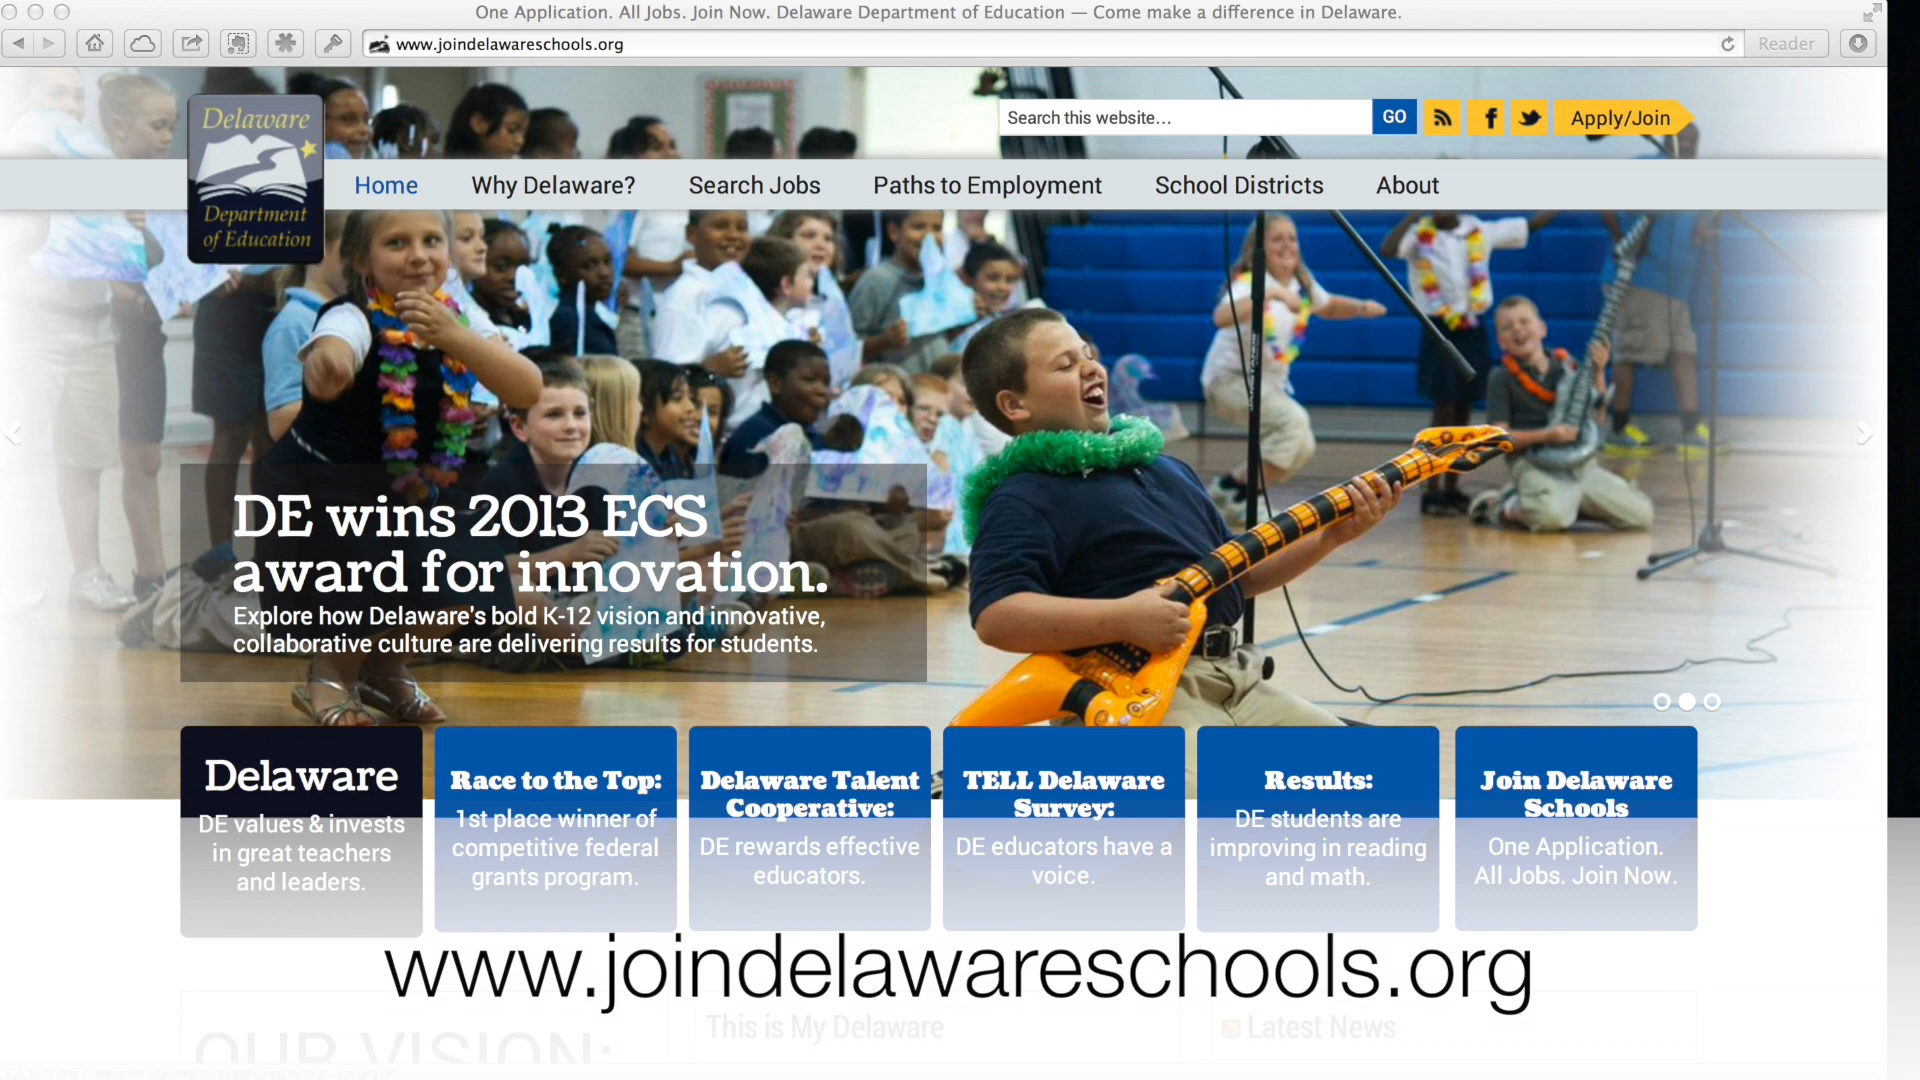 One Application. All Jobs. Join Now. Delaware Department of Education — Come make a difference in Delaware.
www.joindelawareschools.org
Reader
Delaware
Department
of Education
Search this website...
GO
Apply/Join
Home
Why Delaware?
Search Jobs
Paths to Employment
School Districts
About
DE wins 2013 ECS
award for innovation.
Explore how Delaware's bold K-12 vision and innovative,
collaborative culture are delivering results for students.
Delaware
DE values & invests
in great teachers
and leaders.
Race to the Top:
1st place winner of
competitive federal
grants program.
Delaware Talent
Cooperative:
DE rewards effective
educators.
TELL Delaware
Survey:
DE educators have a
voice.
Results:
DE students are
improving in reading
and math.
Join Delaware
Schools
One Application.
All Jobs. Join Now.
www.joindelawareschools.org
OUR VISION:
This is My Delaware
Latest News